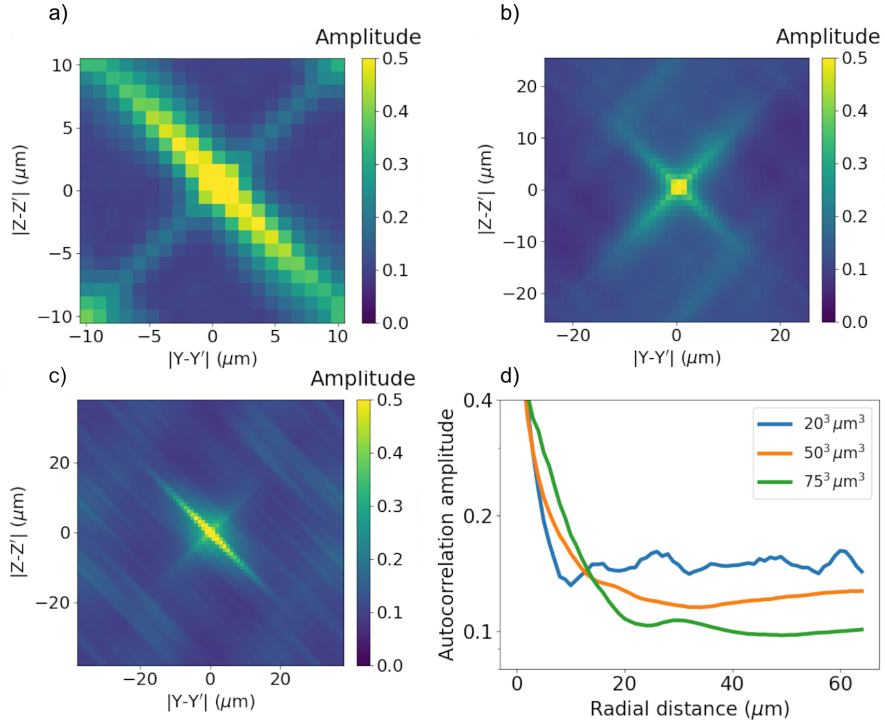 a)
Amplitude
10
5
0
−5
−10
−10 −5 0 5 10
|Z-Z′| (μm)
|Y-Y′| (μm)
0.5
0.4
0.3
0.2
0.1
0.0
b)
Amplitude
20
10
0
−10
−20
−20 0 20
|Z-Z′| (μm)
|Y-Y′| (μm)
0.5
0.4
0.3
0.2
0.1
0.0
c)
Amplitude
20
0
−20
−20 0 20
|Z-Z′| (μm)
|Y-Y′| (μm)
0.5
0.4
0.3
0.2
0.1
0.0
d)
0.4
0.2
0.1
Autocorrelation amplitude
20³ μm³
50³ μm³
75³ μm³
0 20 40 60
Radial distance (μm)